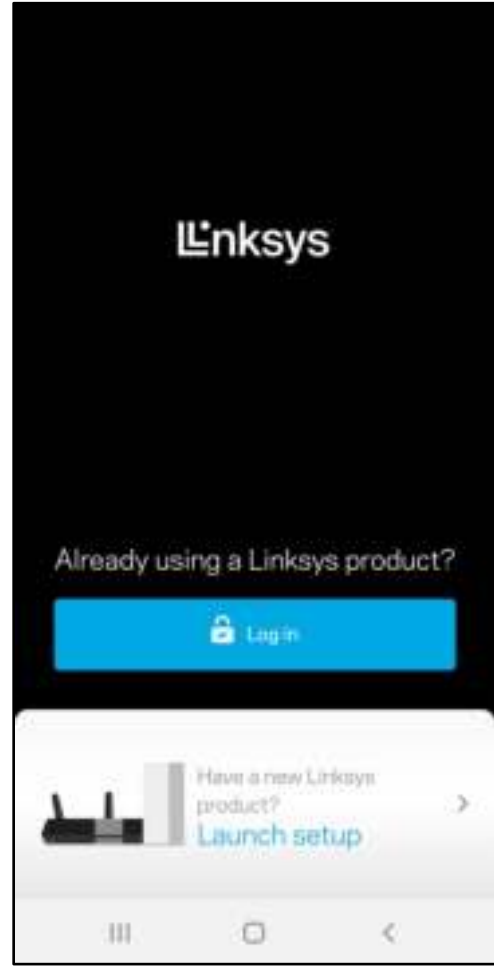 Linksys
Already using a Linksys product?
Log in
Have a new Linksys
product?
Launch setup